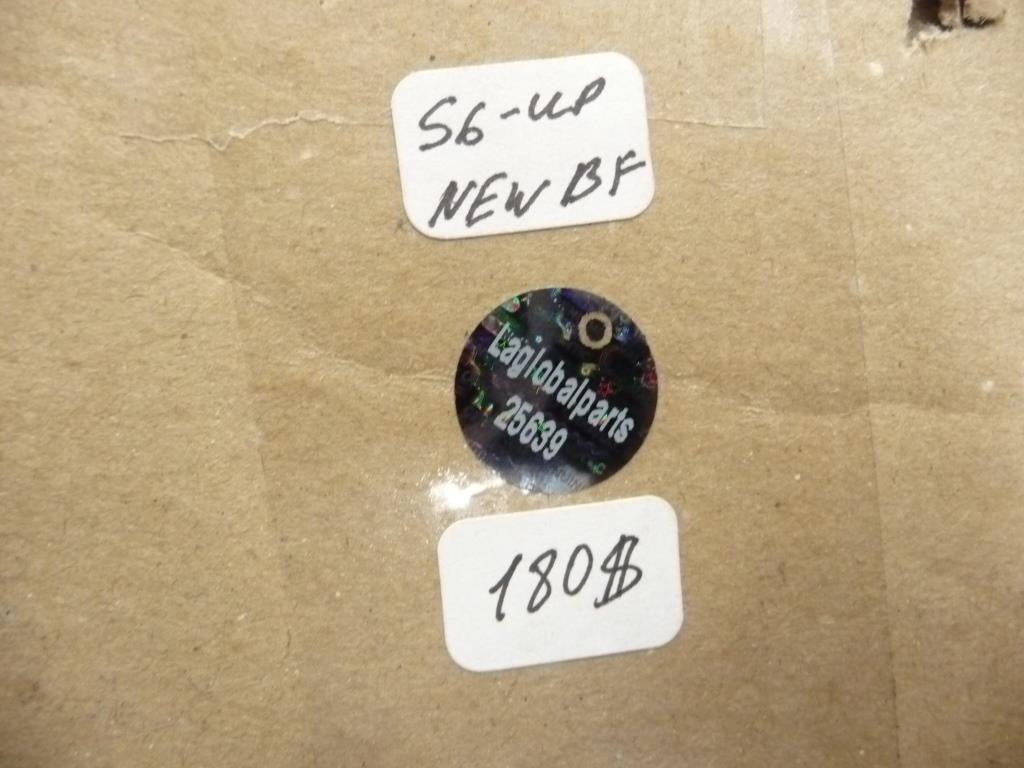 S6-UP
NEW BF
Laglobalparts
25639
180$